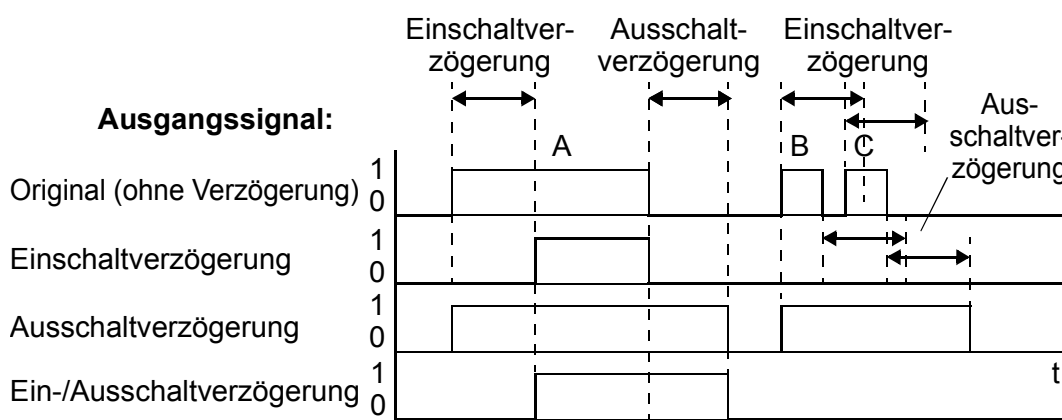 Einschaltver-
zögerung
Ausschalt-
verzögerung
Einschaltver-
zögerung
Aus-
schaltver-
zögerung
Ausgangssignal:
A
B
C
Original (ohne Verzögerung)
1
0
Einschaltverzögerung
1
0
Ausschaltverzögerung
1
0
t
Ein-/Ausschaltverzögerung
1
0